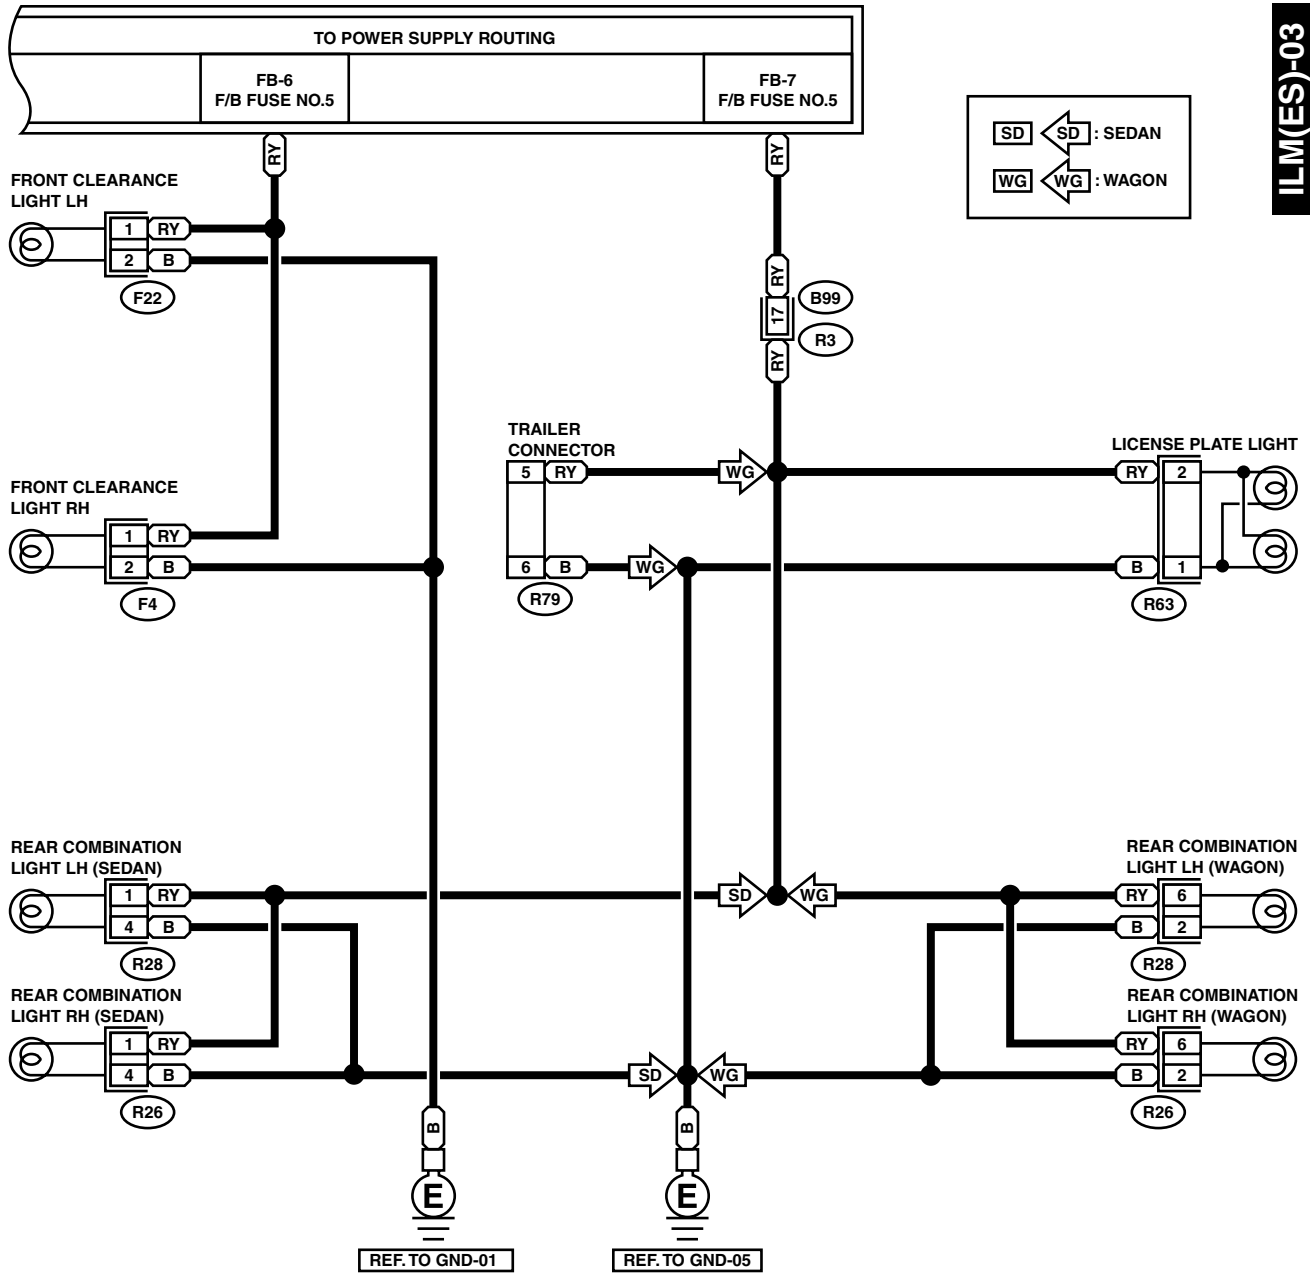 TO POWER SUPPLY ROUTING
FB-6
F/B FUSE NO.5
FB-7
F/B FUSE NO.5
ILM(ES)-03
SD SD : SEDAN
WG WG : WAGON
RY
RY
FRONT CLEARANCE
LIGHT LH
1 RY
2 B
F22
RY
17
B99
R3
RY
TRAILER
CONNECTOR
5 RY
WG
6 B
WG
R79
LICENSE PLATE LIGHT
RY 2
B 1
R63
FRONT CLEARANCE
LIGHT RH
1 RY
2 B
F4
REAR COMBINATION
LIGHT LH (SEDAN)
1 RY
4 B
R28
SD WG
REAR COMBINATION
LIGHT LH (WAGON)
RY 6
B 2
R28
REAR COMBINATION
LIGHT RH (SEDAN)
1 RY
4 B
R26
SD WG
REAR COMBINATION
LIGHT RH (WAGON)
RY 6
B 2
R26
B
E
REF. TO GND-01
B
E
REF. TO GND-05